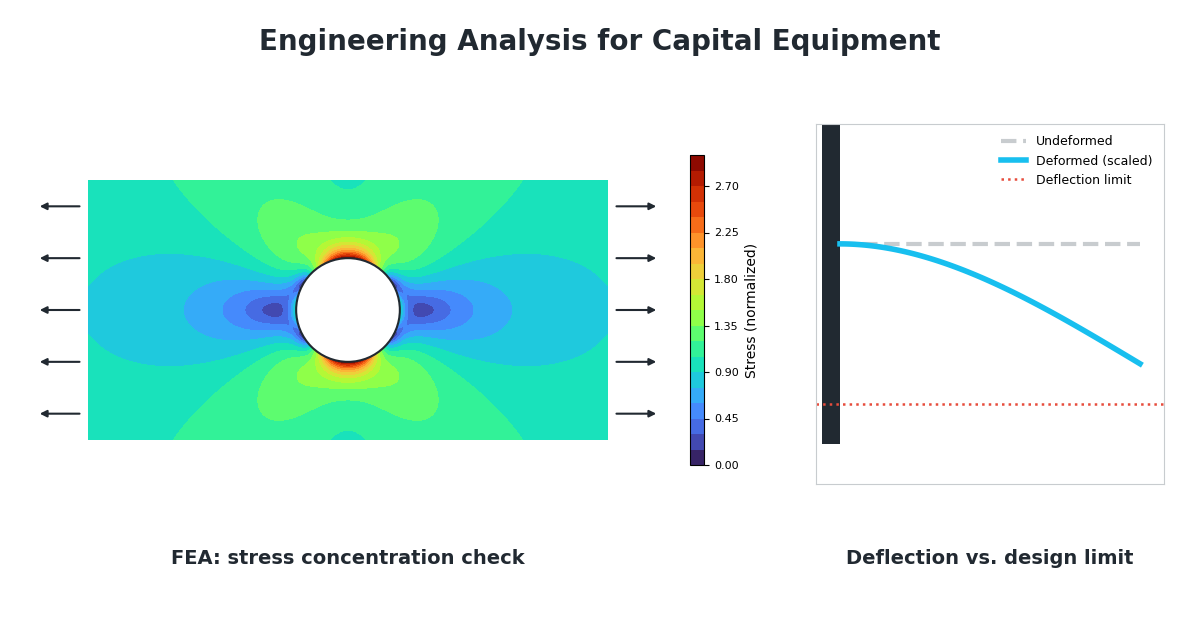 Engineering Analysis for Capital Equipment
2.70
2.25
1.80
1.35
0.90
0.45
0.00
Stress (normalized)
Undeformed
Deformed (scaled)
Deflection limit
FEA: stress concentration check
Deflection vs. design limit